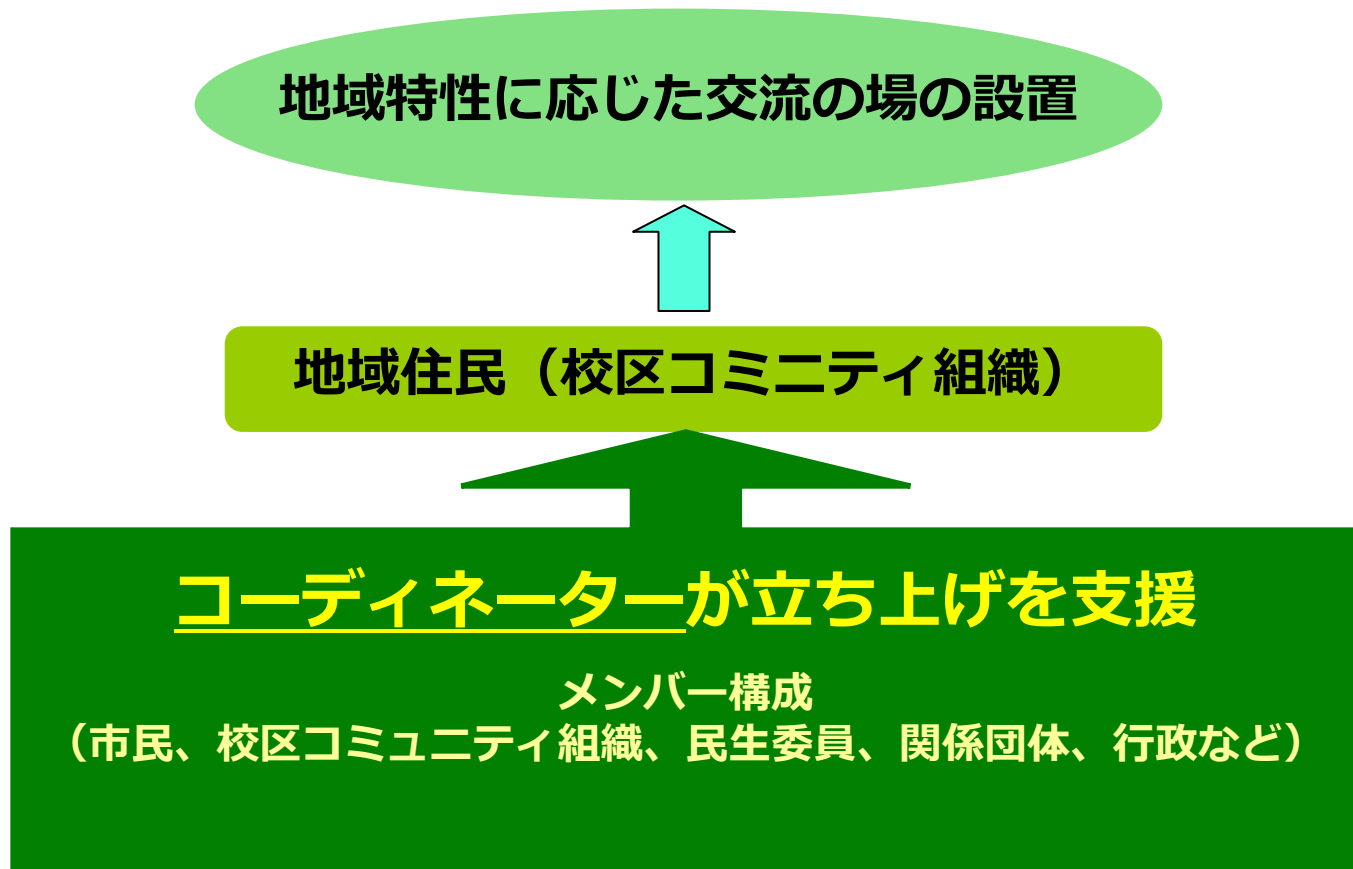 地域特性に応じた交流の場の設置
地域住民（校区コミニティ組織）
コーディネーターが立ち上げを支援
メンバー構成
（市民、校区コミュニティ組織、民生委員、関係団体、行政など）